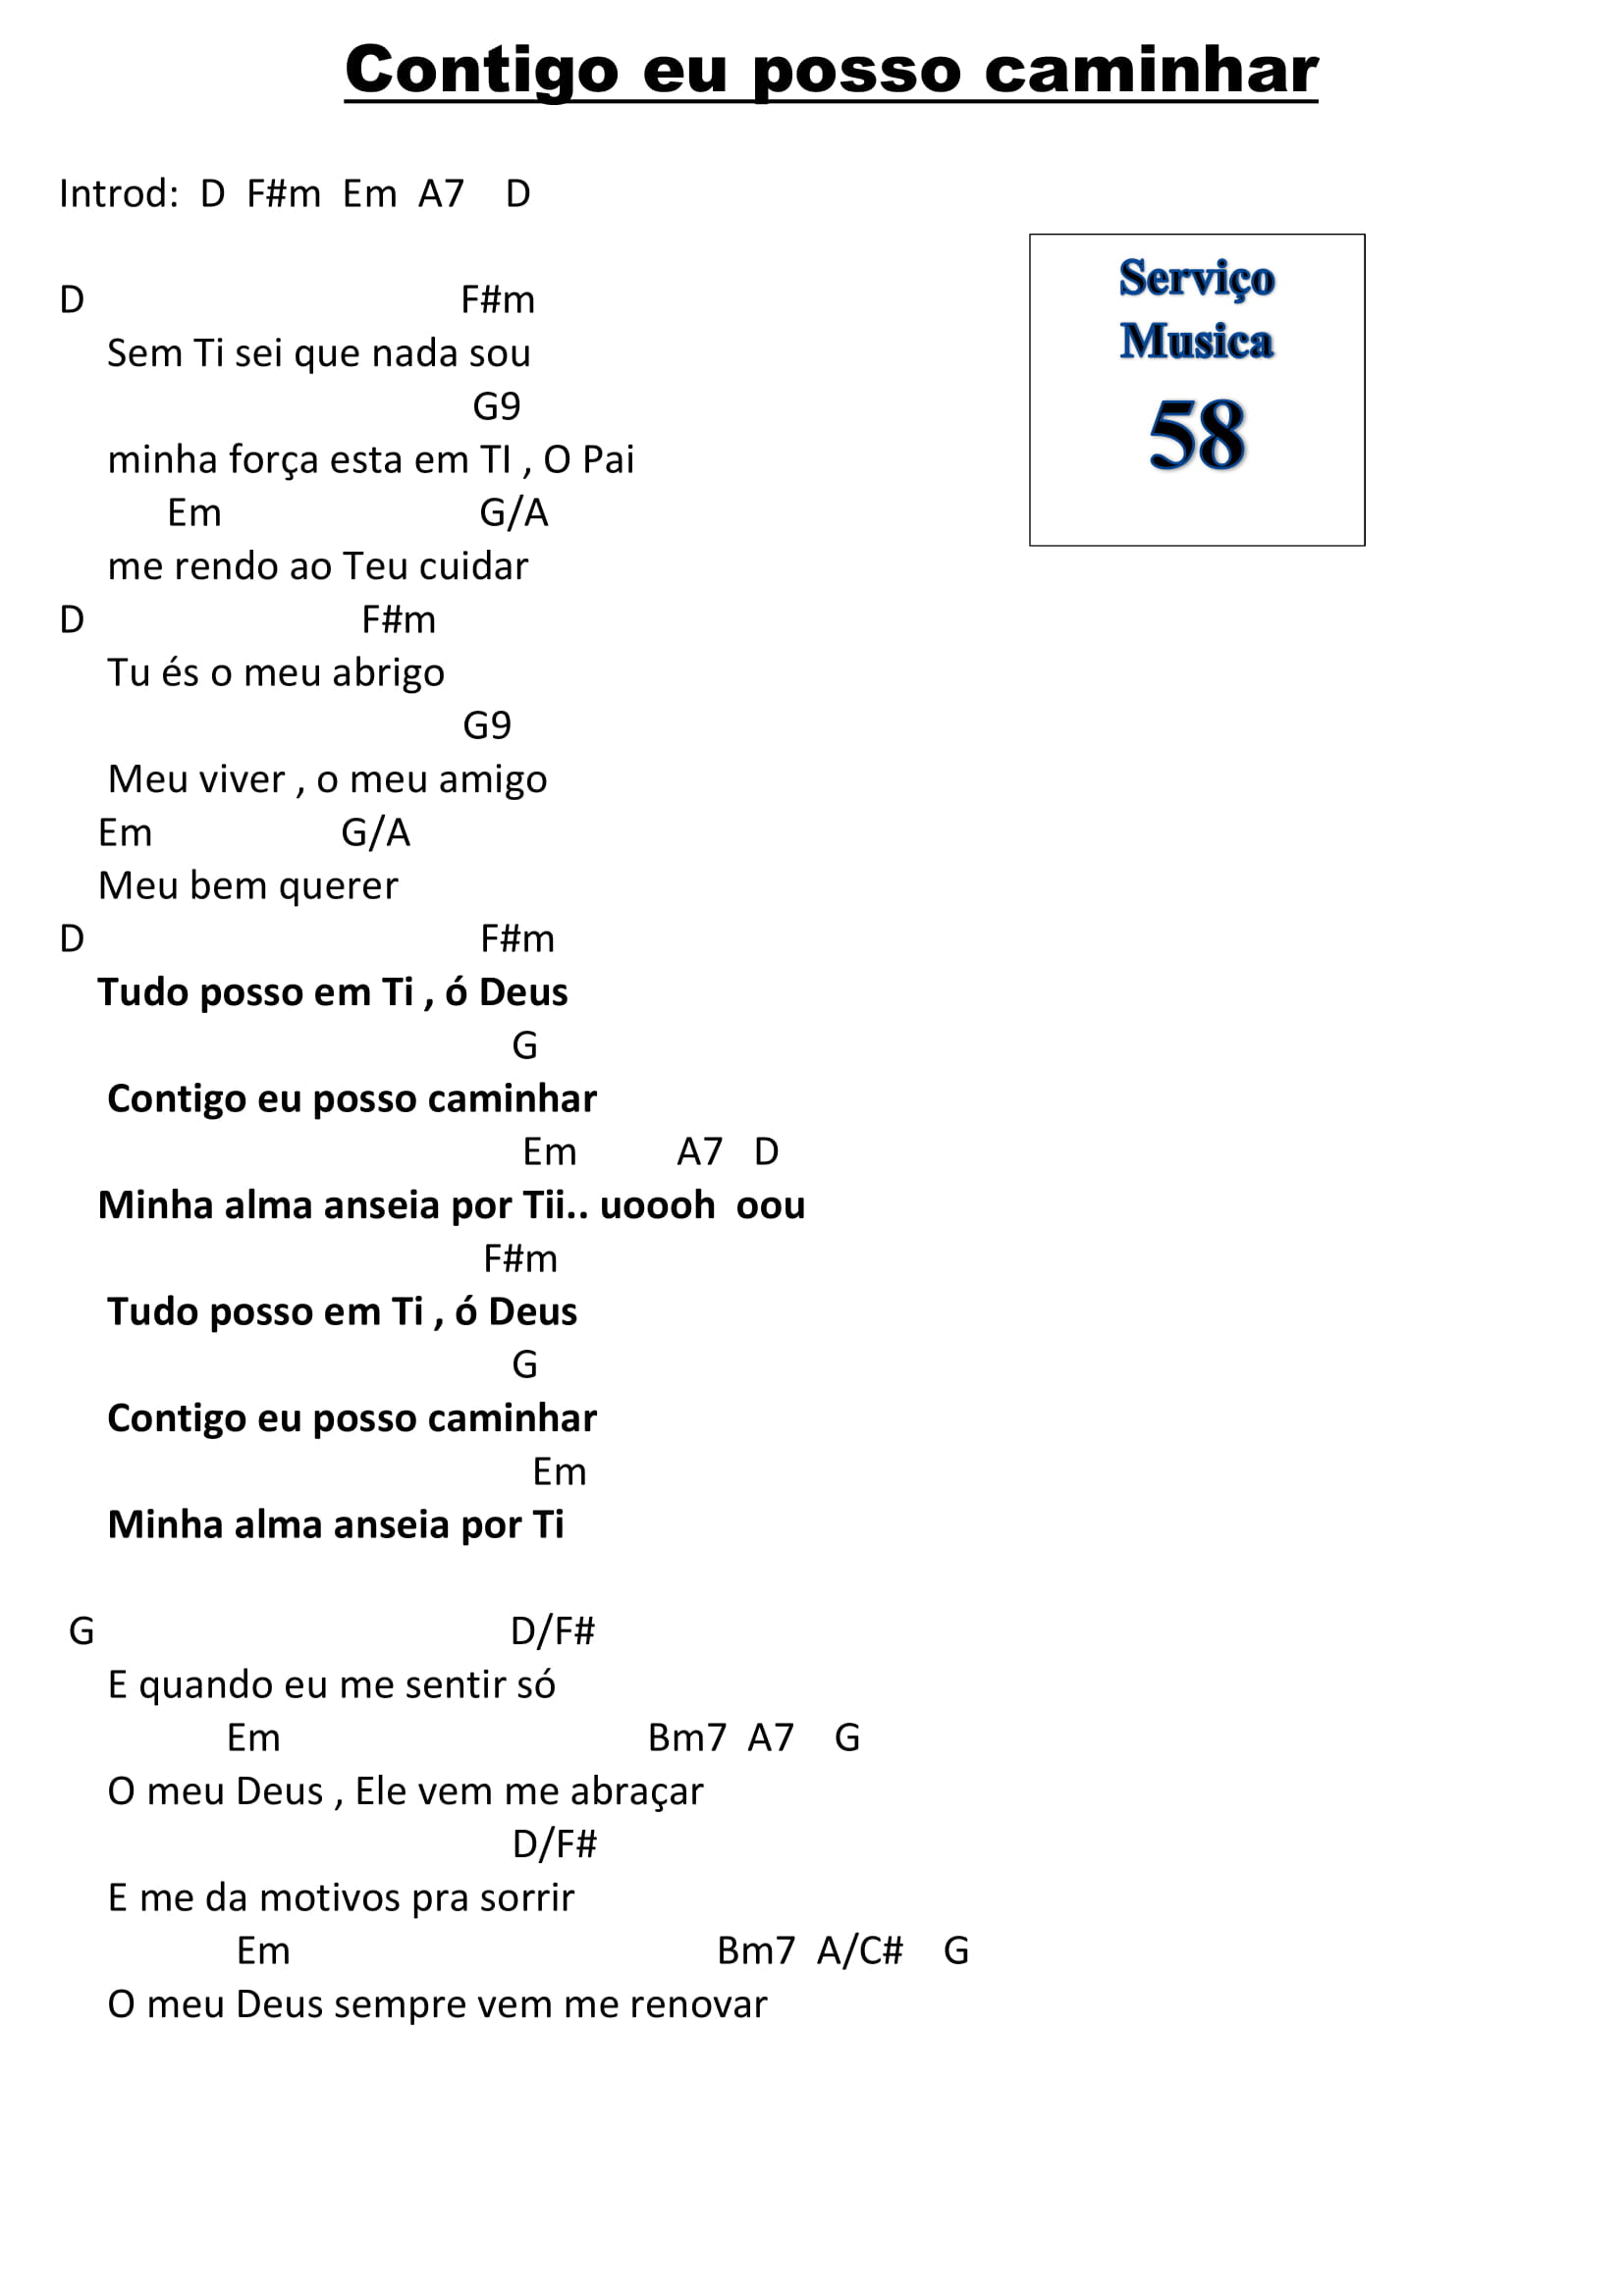 Contigo eu posso caminhar
Introd: D F#m Em A7 D
Serviço
Musica
58
D F#m
Sem Ti sei que nada sou
G9
minha força esta em TI , O Pai
Em G/A
me rendo ao Teu cuidar
D F#m
Tu és o meu abrigo
G9
Meu viver , o meu amigo
Em G/A
Meu bem querer
D F#m
Tudo posso em Ti , ó Deus
G
Contigo eu posso caminhar
Em A7 D
Minha alma anseia por Tii.. uoooh oou
F#m
Tudo posso em Ti , ó Deus
G
Contigo eu posso caminhar
Em
Minha alma anseia por Ti
G D/F#
E quando eu me sentir só
Em Bm7 A7 G
O meu Deus , Ele vem me abraçar
D/F#
E me da motivos pra sorrir
Em Bm7 A/C# G
O meu Deus sempre vem me renovar